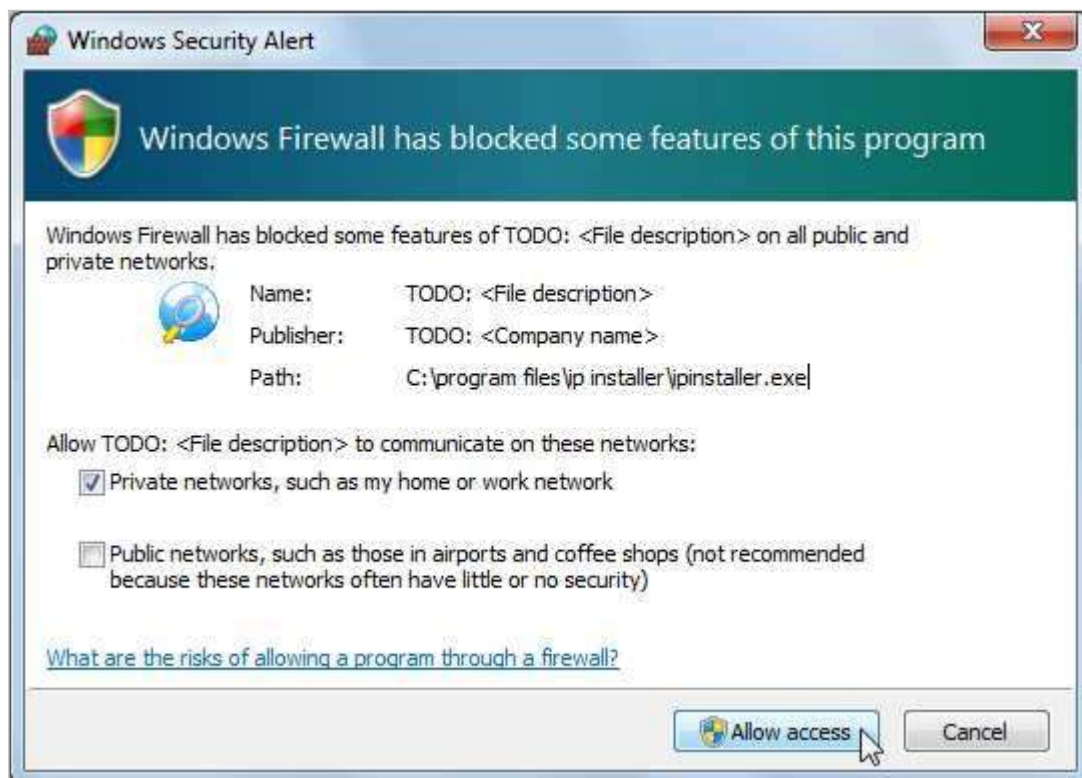 Windows Security Alert
Windows Firewall has blocked some features of this program
Windows Firewall has blocked some features of TODO: <File description> on all public and
private networks.
Name: TODO: <File description>
Publisher: TODO: <Company name>
Path: C:\program files\ip installer\ipinstaller.exe
Allow TODO: <File description> to communicate on these networks:
Private networks, such as my home or work network
Public networks, such as those in airports and coffee shops (not recommended
because these networks often have little or no security)
What are the risks of allowing a program through a firewall?
Allow access Cancel